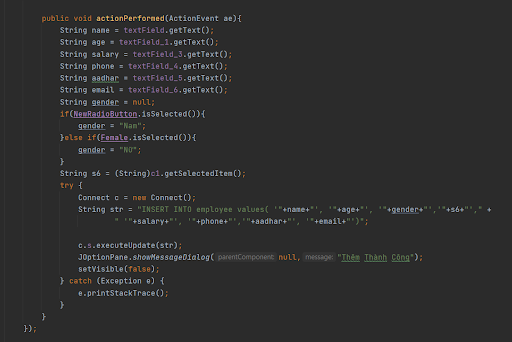 public void actionPerformed(ActionEvent ae){
String name = textField.getText();
String age = textField_1.getText();
String salary = textField_3.getText();
String phone = textField_4.getText();
String aadhar = textField_5.getText();
String email = textField_6.getText();
String gender = null;
if(NewRadioButton.isSelected()){
gender = "Nam";
}else if(Female.isSelected()){
gender = "NO";
}
String s6 = (String)c1.getSelectedItem();
try {
Connect c = new Connect();
String str = "INSERT INTO employee values( '"+name+"', '"+age+"', '"+gender+"','"+s6+"'," +
" '"+salary+"', '"+phone+"','"+aadhar+"', '"+email+"')";
c.s.executeUpdate(str);
JOptionPane.showMessageDialog( parentComponent: null, message: "Thêm Thành Công");
setVisible(false);
} catch (Exception e) {
e.printStackTrace();
}
}
});